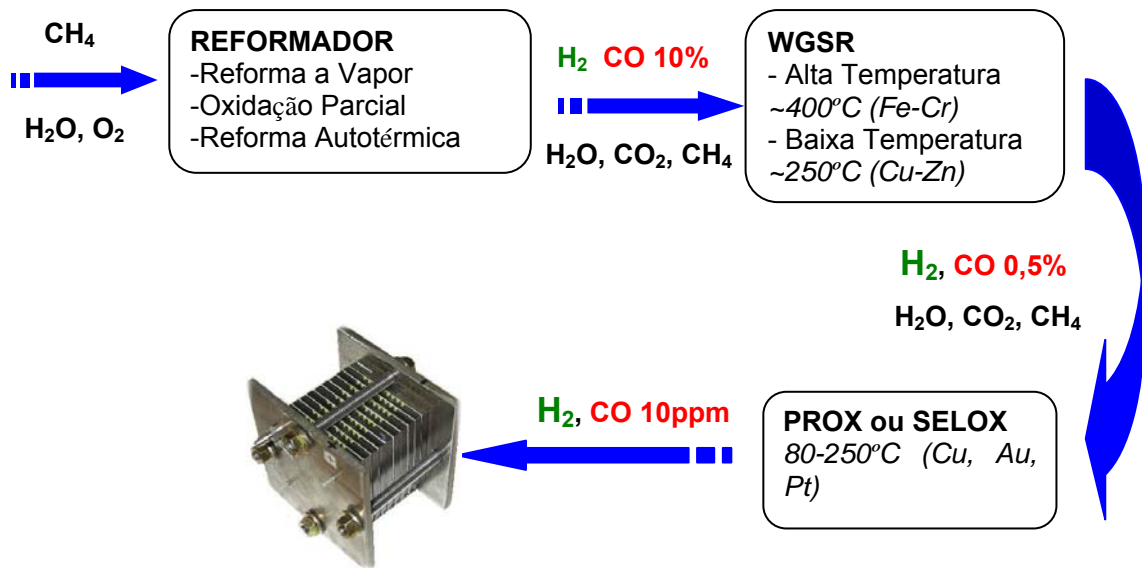 CH₄
H₂O, O₂
REFORMADOR
-Reforma a Vapor
-Oxidação Parcial
-Reforma Autotérmica
H₂ CO 10%
H₂O, CO₂, CH₄
WGSR
- Alta Temperatura
~400ºC (Fe-Cr)
- Baixa Temperatura
~250ºC (Cu-Zn)
H₂, CO 0,5%
H₂O, CO₂, CH₄
PROX ou SELOX
80-250ºC (Cu, Au,
Pt)
H₂, CO 10ppm